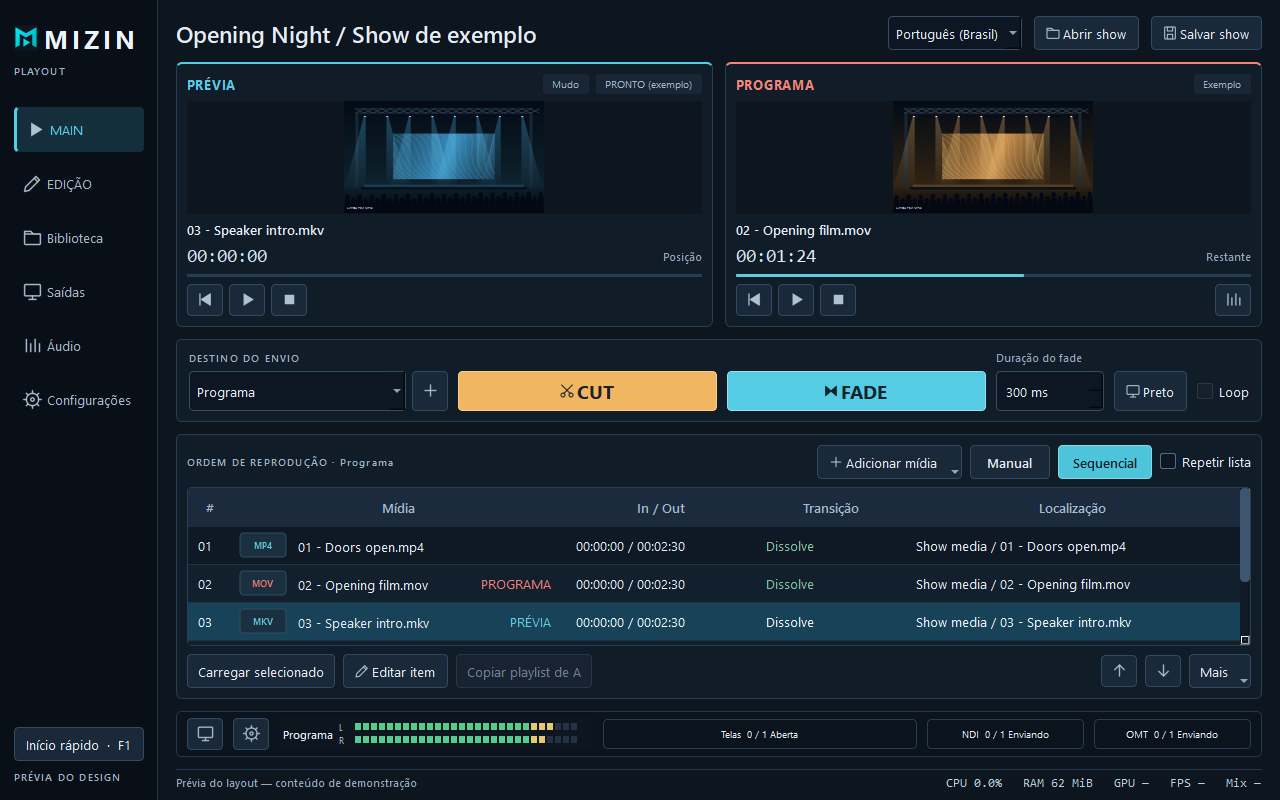 MIZIN
PLAYOUT
MAIN
EDIÇÃO
Biblioteca
Saídas
Áudio
Configurações
Início rápido · F1
PRÉVIA DO DESIGN
Opening Night / Show de exemplo
Português (Brasil)
Abrir show
Salvar show
PRÉVIA
Mudo
PRONTO (exemplo)
03 - Speaker intro.mkv
00:00:00
Posição
PROGRAMA
Exemplo
02 - Opening film.mov
00:01:24
Restante
DESTINO DO ENVIO
Programa
CUT
FADE
Duração do fade
300 ms
Preto
Loop
ORDEM DE REPRODUÇÃO · Programa
Adicionar mídia
Manual
Sequencial
Repetir lista
# Mídia In / Out Transição Localização
01 MP4 01 - Doors open.mp4 00:00:00 / 00:02:30 Dissolve Show media / 01 - Doors open.mp4
02 MOV 02 - Opening film.mov PROGRAMA 00:00:00 / 00:02:30 Dissolve Show media / 02 - Opening film.mov
03 MKV 03 - Speaker intro.mkv PRÉVIA 00:00:00 / 00:02:30 Dissolve Show media / 03 - Speaker intro.mkv
Carregar selecionado
Editar item
Copiar playlist de A
Mais
Programa
L
R
Telas 0 / 1 Aberta
NDI 0 / 1 Enviando
OMT 0 / 1 Enviando
Prévia do layout — conteúdo de demonstração
CPU 0.0% RAM 62 MiB GPU — FPS — Mix —